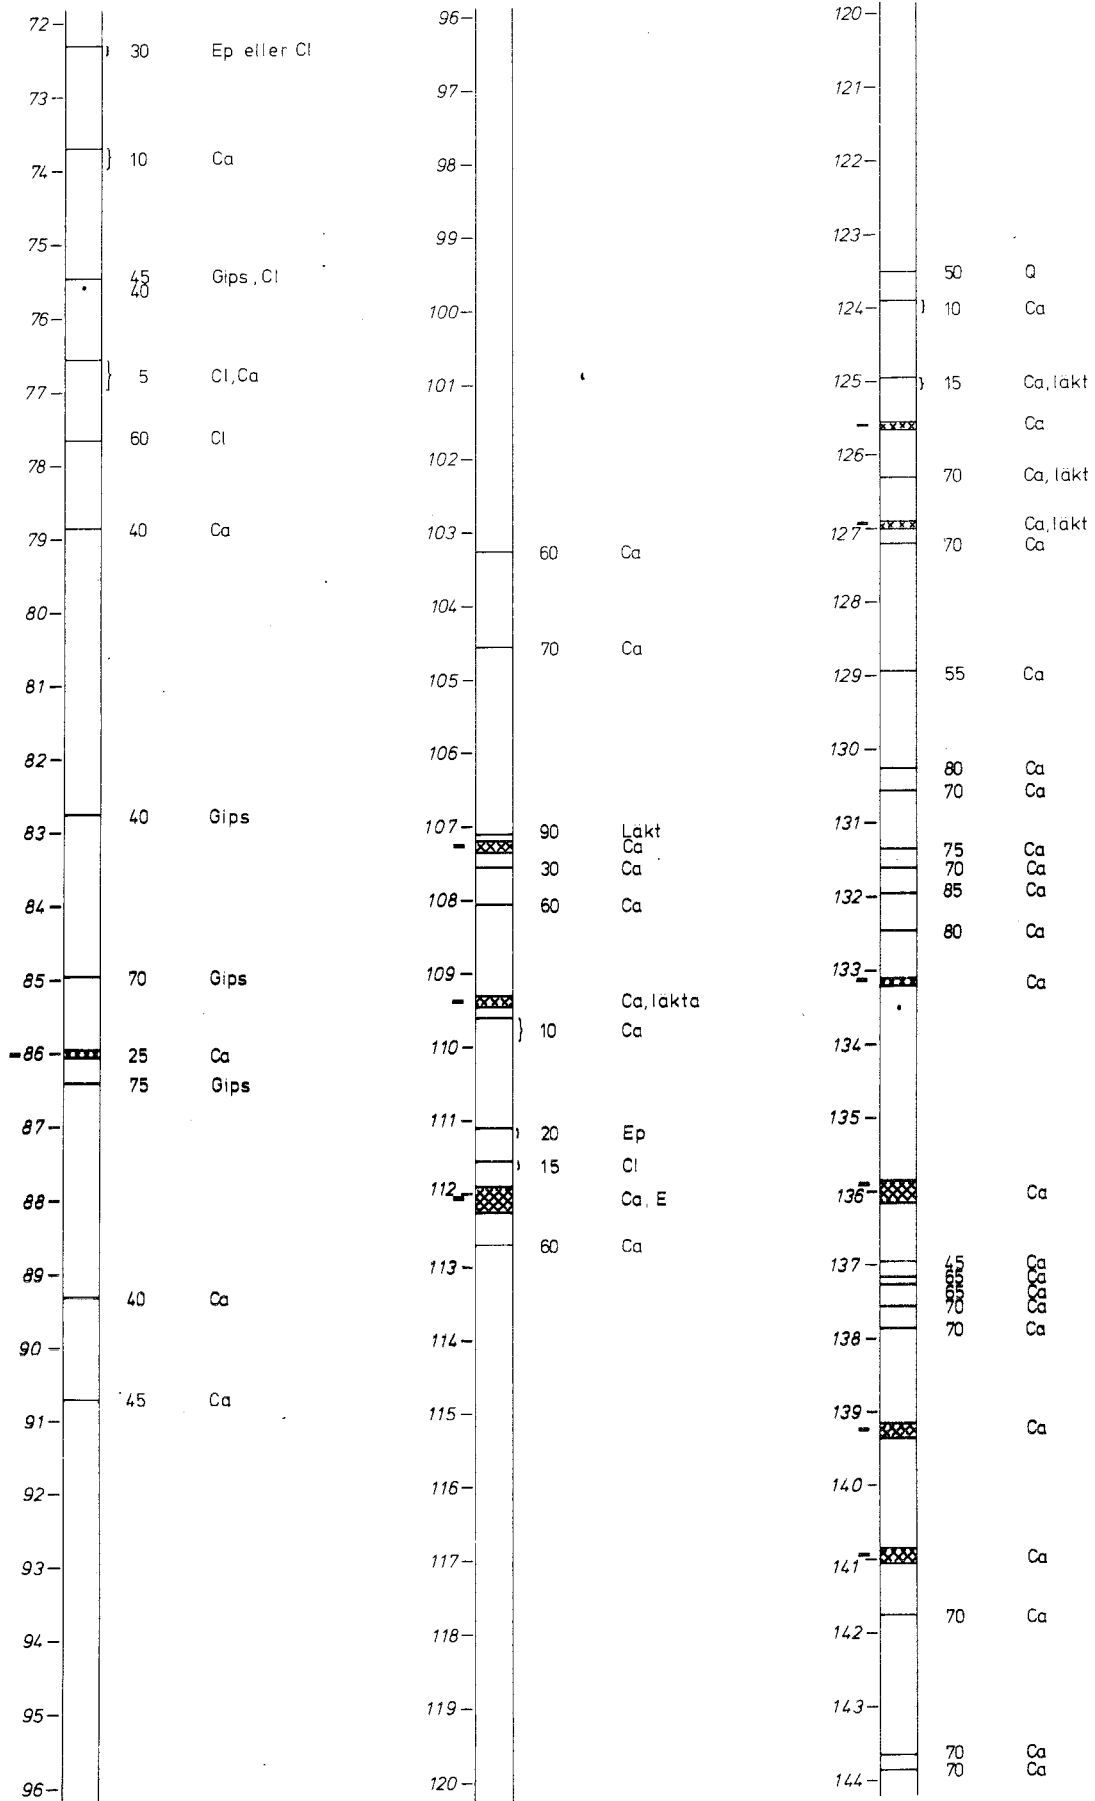 72
30 Ep eller Cl
73
10 Ca
74
75
45 Gips, Cl
40
76
5 Cl, Ca
77
60 Cl
78
40 Ca
79
80
81
82
40 Gips
83
84
70 Gips
85
86 25 Ca
75 Gips
87
88
89
40 Ca
90
45 Ca
91
92
93
94
95
96
96
97
98
99
100
101
102
103
60 Ca
104
70 Ca
105
106
107
90 Läkt
Ca
30 Ca
108
60 Ca
109
Ca, läkta
10 Ca
110
111
20 Ep
15 Cl
112
Ca, E
60 Ca
113
114
115
116
117
118
119
120
120
121
122
123
50 Q
124 10 Ca
125 15 Ca, läkt
Ca
126
70 Ca, läkt
Ca, läkt
127
70 Ca
128
129 55 Ca
130
80 Ca
70 Ca
131
75 Ca
70 Ca
85 Ca
132
80 Ca
133
Ca
134
135
136 Ca
137 45 Ca
65 Ca
65 Ca
70 Ca
70 Ca
138
139
Ca
140
141 Ca
70 Ca
142
143
70 Ca
70 Ca
144